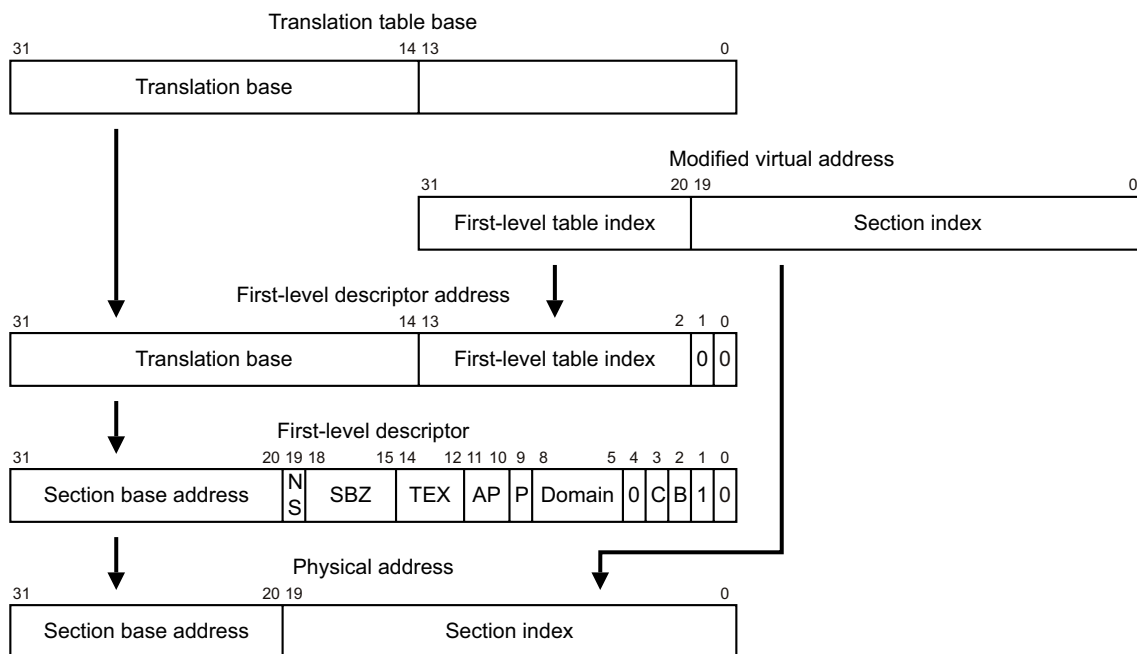 Translation table base
31 14 13 0
Translation base
Modified virtual address
31 20 19 0
First-level table index Section index
First-level descriptor address
31 14 13 2 1 0
Translation base First-level table index 0 0
First-level descriptor
31 20 19 18 15 14 12 11 10 9 8 5 4 3 2 1 0
Section base address NS SBZ TEX AP P Domain 0 C B 1 0
Physical address
31 20 19 0
Section base address Section index